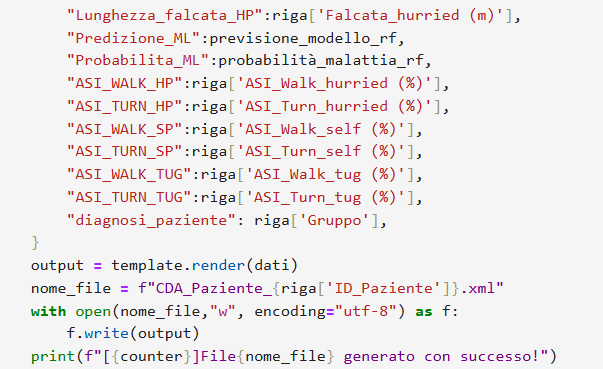 "Lunghezza_falcata_HP":riga['Falcata_hurried (m)'],
"Predizione_ML":previsione_modello_rf,
"Probabilita_ML":probabilità_malattia_rf,
"ASI_WALK_HP":riga['ASI_Walk_hurried (%)'],
"ASI_TURN_HP":riga['ASI_Turn_hurried (%)'],
"ASI_WALK_SP":riga['ASI_Walk_self (%)'],
"ASI_TURN_SP":riga['ASI_Turn_self (%)'],
"ASI_WALK_TUG":riga['ASI_Walk_tug (%)'],
"ASI_TURN_TUG":riga['ASI_Turn_tug (%)'],
"diagnosi_paziente": riga['Gruppo'],
}
output = template.render(dati)
nome_file = f"CDA_Paziente_{riga['ID_Paziente']}.xml"
with open(nome_file,"w", encoding="utf-8") as f:
f.write(output)
print(f"[{counter}]File{nome_file} generato con successo!")